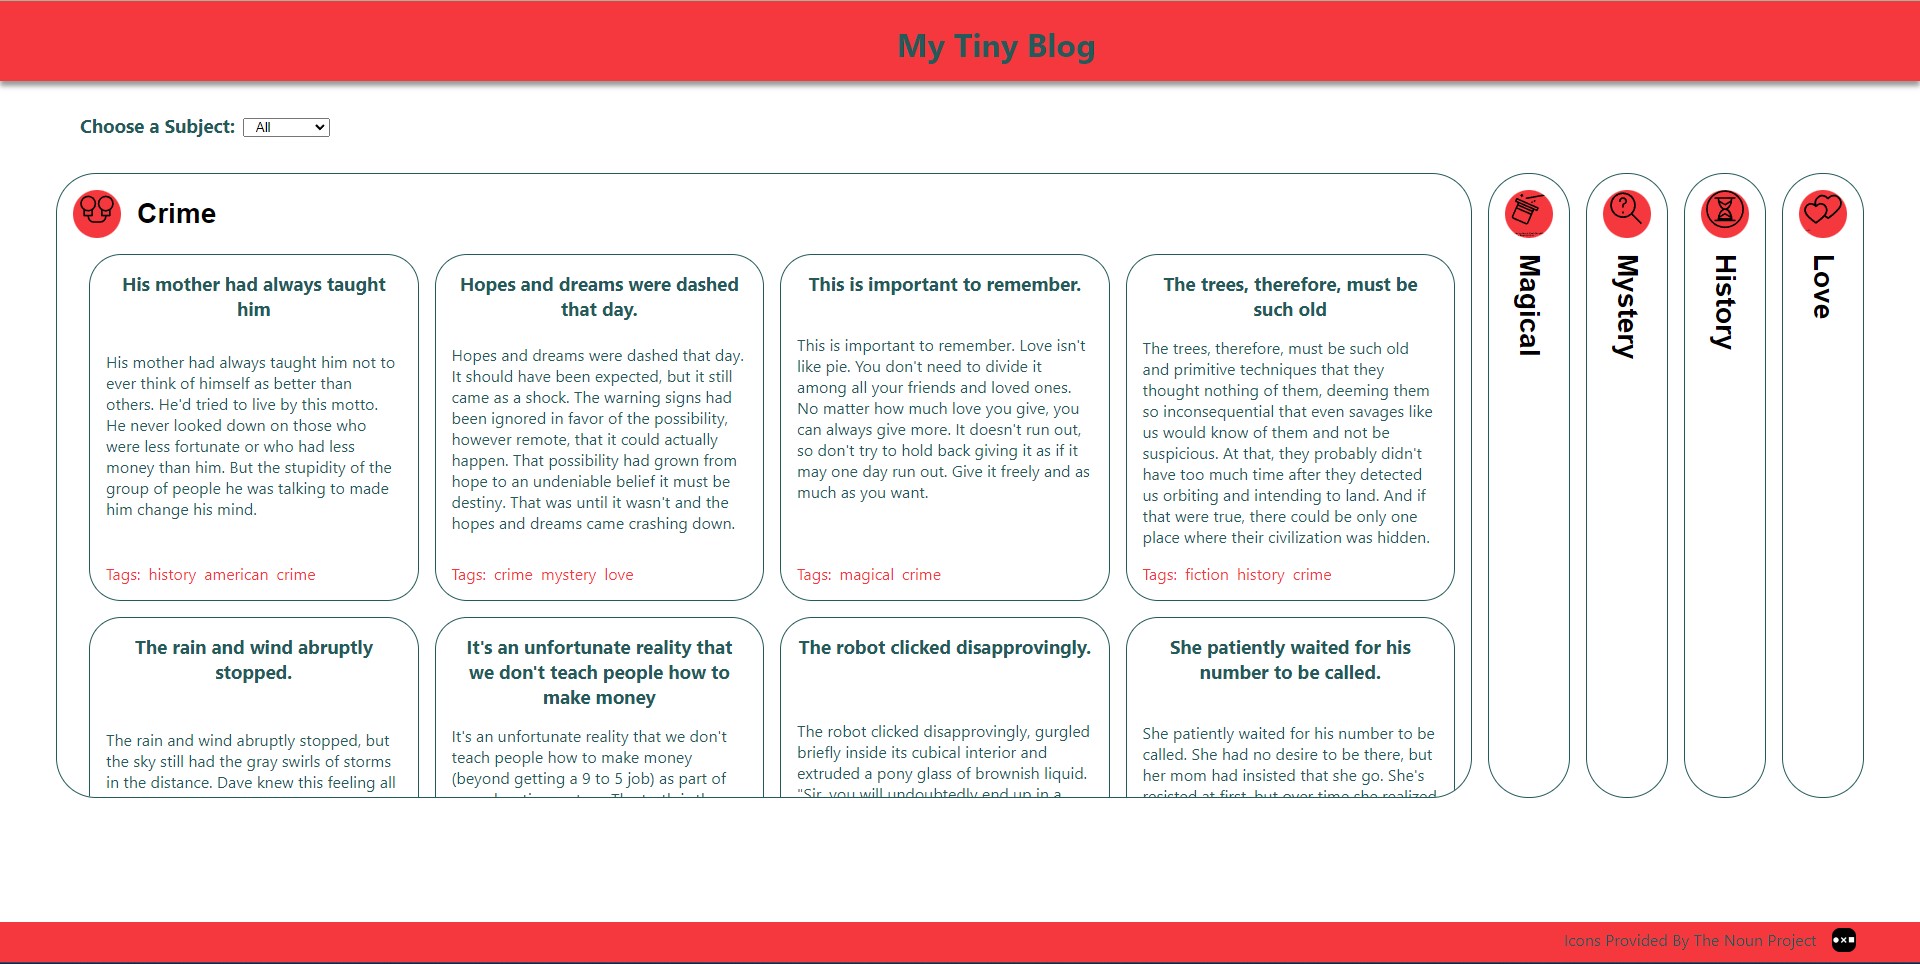 My Tiny Blog
Choose a Subject: All
Crime
His mother had always taught
him
His mother had always taught him not to
ever think of himself as better than
others. He'd tried to live by this motto.
He never looked down on those who
were less fortunate or who had less
money than him. But the stupidity of the
group of people he was talking to made
him change his mind.
Tags: history american crime
Hopes and dreams were dashed
that day.
Hopes and dreams were dashed that day.
It should have been expected, but it still
came as a shock. The warning signs had
been ignored in favor of the possibility,
however remote, that it could actually
happen. That possibility had grown from
hope to an undeniable belief it must be
destiny. That was until it wasn't and the
hopes and dreams came crashing down.
Tags: crime mystery love
This is important to remember.
This is important to remember. Love isn't
like pie. You don't need to divide it
among all your friends and loved ones.
No matter how much love you give, you
can always give more. It doesn't run out,
so don't try to hold back giving it as if it
may one day run out. Give it freely and as
much as you want.
Tags: magical crime
The trees, therefore, must be
such old
The trees, therefore, must be such old
and primitive techniques that they
thought nothing of them, deeming them
so inconsequential that even savages like
us would know of them and not be
suspicious. At that, they probably didn't
have too much time after they detected
us orbiting and intending to land. And if
that were true, there could be only one
place where their civilization was hidden.
Tags: fiction history crime
The rain and wind abruptly
stopped.
The rain and wind abruptly stopped, but
the sky still had the gray swirls of storms
in the distance. Dave knew this feeling all
It's an unfortunate reality that
we don't teach people how to
make money
It's an unfortunate reality that we don't
teach people how to make money
(beyond getting a 9 to 5 job) as part of
The robot clicked disapprovingly.
The robot clicked disapprovingly, gurgled
briefly inside its cubical interior and
extruded a pony glass of brownish liquid.
"Sir, you will undoubtedly end up in a
She patiently waited for his
number to be called.
She patiently waited for his number to be
called. She had no desire to be there, but
her mom had insisted that she go. She's
resisted at first, but over time she realized
Magical
Mystery
History
Love
Icons Provided By The Noun Project